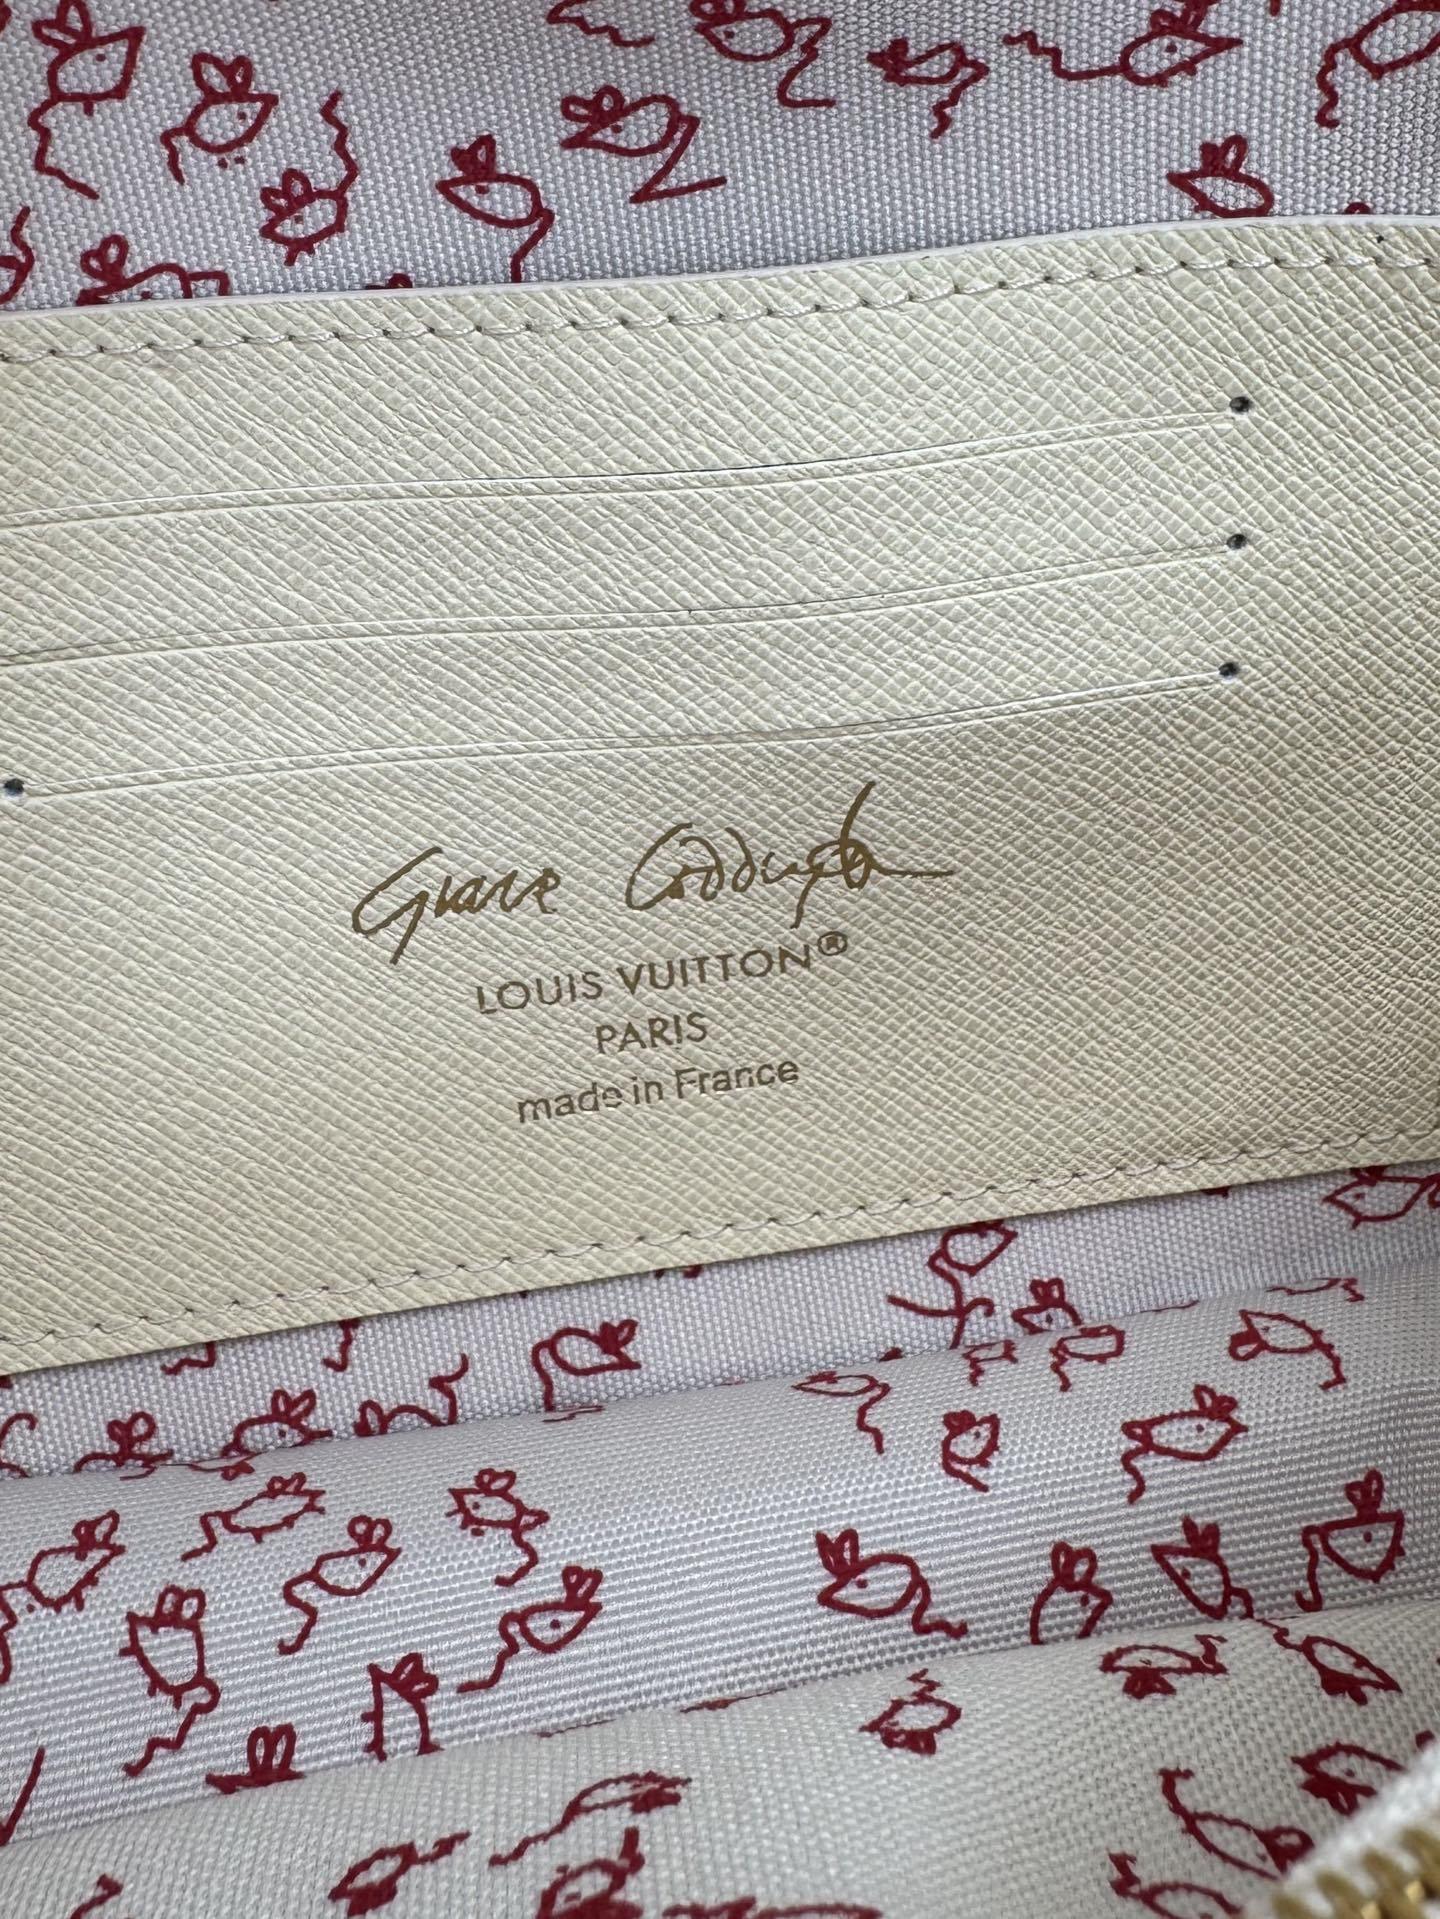 Grace Coddington
LOUIS VUITTON®
PARIS
made in France